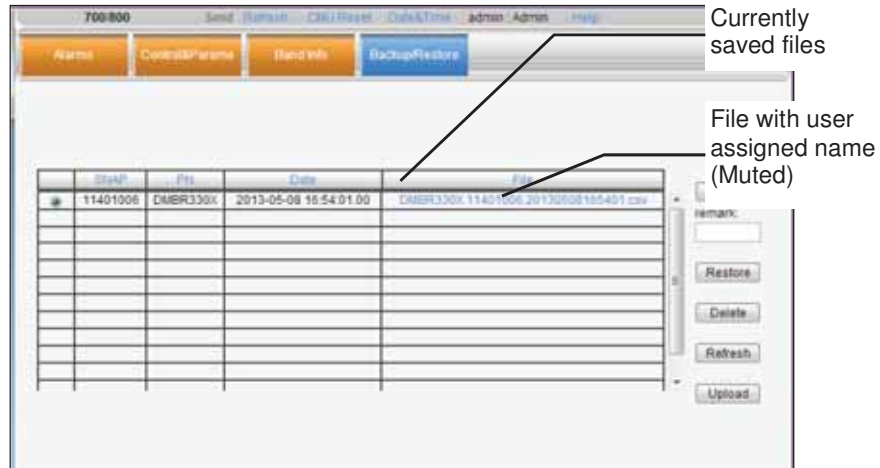 700/800 Send Refresh CMU Reset Date&Time admin Admin Help
Currently
saved files
Alarms Control&Params Band Info Backup/Restore
File with user
assigned name
(Muted)
SNAP PN Date File
11401006 DMBR330X 2013-05-08 16:54:01.00 DMBR330X.11401006.20130508165401.csv
remark:
Restore
Delete
Refresh
Upload